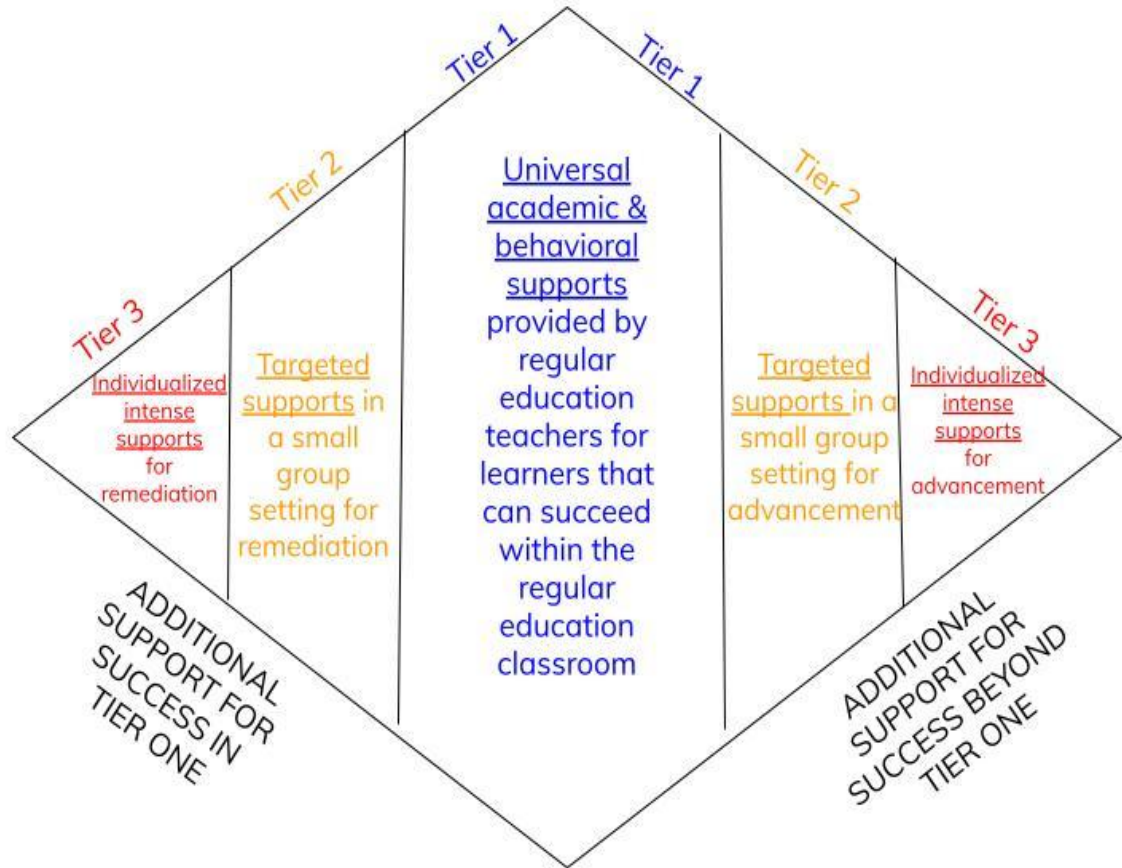 Tier 1
Tier 1
Tier 2
Tier 2
Tier 3
Tier 3
Individualized
intense
supports
for
remediation
Targeted
supports in
a small
group
setting for
remediation
Universal
academic &
behavioral
supports
provided by
regular
education
teachers for
learners that
can succeed
within the
regular
education
classroom
Targeted
supports in a
small group
setting for
advancement
Individualized
intense
supports
for
advancement
ADDITIONAL
SUPPORT FOR
SUCCESS IN
TIER ONE
ADDITIONAL
SUPPORT FOR
SUCCESS BEYOND
TIER ONE